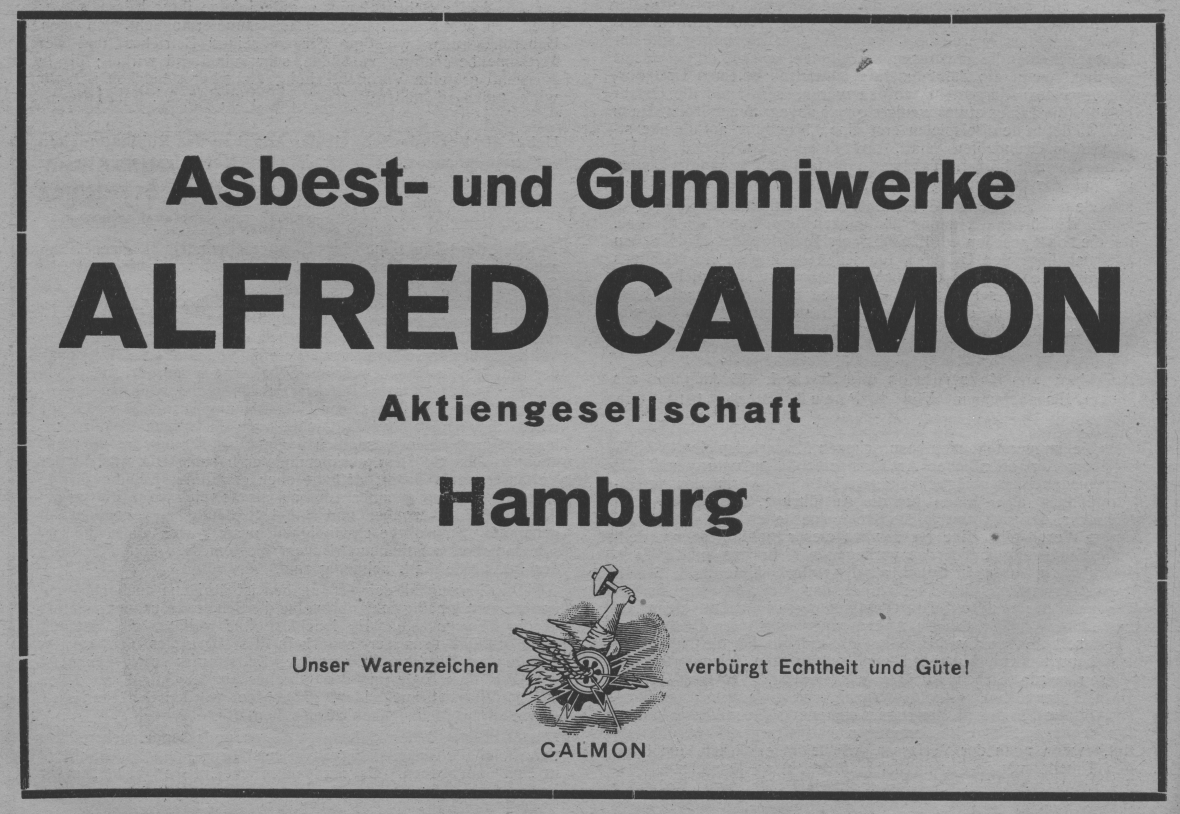 Asbest- und Gummiwerke
ALFRED CALMON
Aktiengesellschaft
Hamburg
Unser Warenzeichen verbürgt Echtheit und Güte!
CALMON